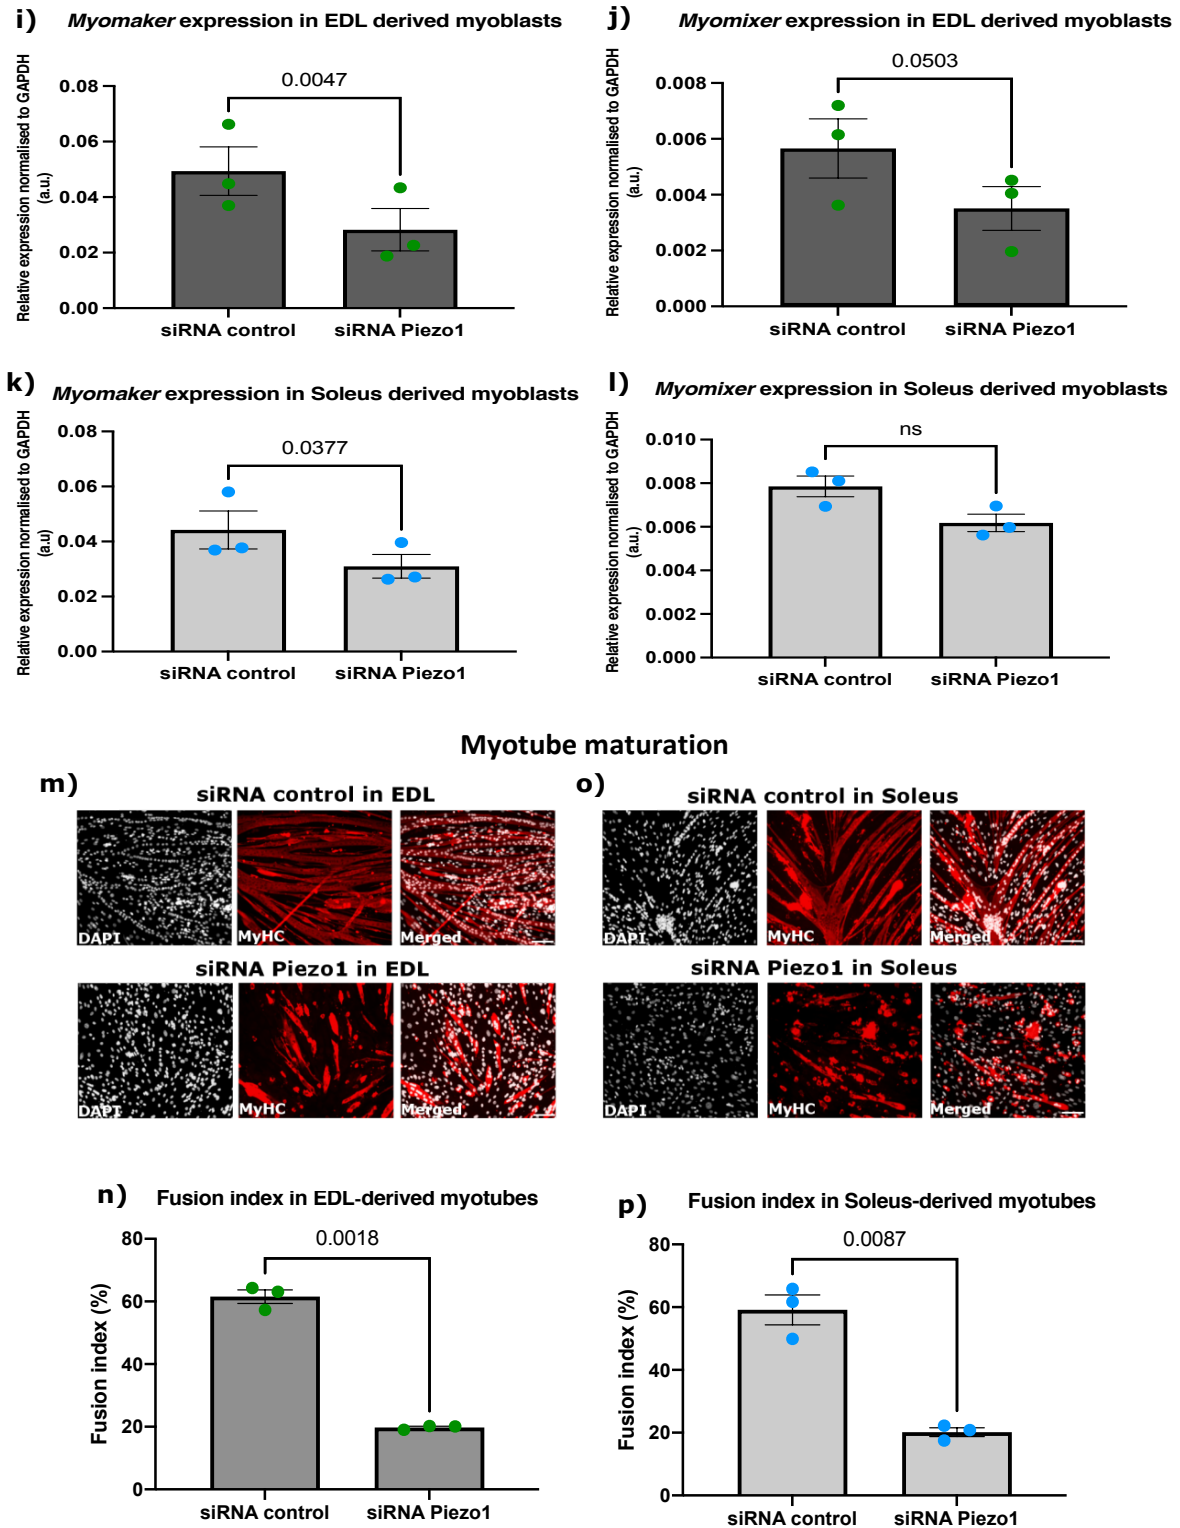 i) Myomaker expression in EDL derived myoblasts
Relative expression normalised to GAPDH
(a.u.)
0.0047
0.08
0.06
0.04
0.02
0.00
siRNA control siRNA Piezo1
j) Myomixer expression in EDL derived myoblasts
Relative expression normalised to GAPDH
(a.u.)
0.0503
0.008
0.006
0.004
0.002
0.000
siRNA control siRNA Piezo1
k) Myomaker expression in Soleus derived myoblasts
Relative expression normalised to GAPDH
(a.u)
0.0377
0.08
0.06
0.04
0.02
0.00
siRNA control siRNA Piezo1
l) Myomixer expression in Soleus derived myoblasts
Relative expression normalised to GAPDH
(a.u.)
ns
0.010
0.008
0.006
0.004
0.002
0.000
siRNA control siRNA Piezo1
Myotube maturation
m) siRNA control in EDL
DAPI MyHC Merged
siRNA Piezo1 in EDL
DAPI MyHC Merged
o) siRNA control in Soleus
DAPI MyHC Merged
siRNA Piezo1 in Soleus
DAPI MyHC Merged
n) Fusion index in EDL-derived myotubes
Fusion index (%)
0.0018
80
60
40
20
0
siRNA control siRNA Piezo1
p) Fusion index in Soleus-derived myotubes
Fusion index (%)
0.0087
80
60
40
20
0
siRNA control siRNA Piezo1